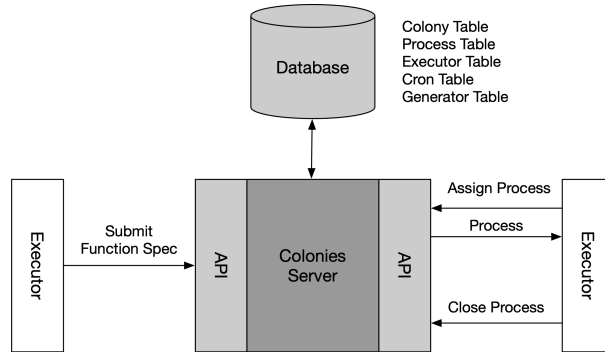 Colony Table
Process Table
Executor Table
Cron Table
Generator Table
Database
Executor
Submit
Function Spec
API
Colonies
Server
API
Assign Process
Process
Close Process
Executor